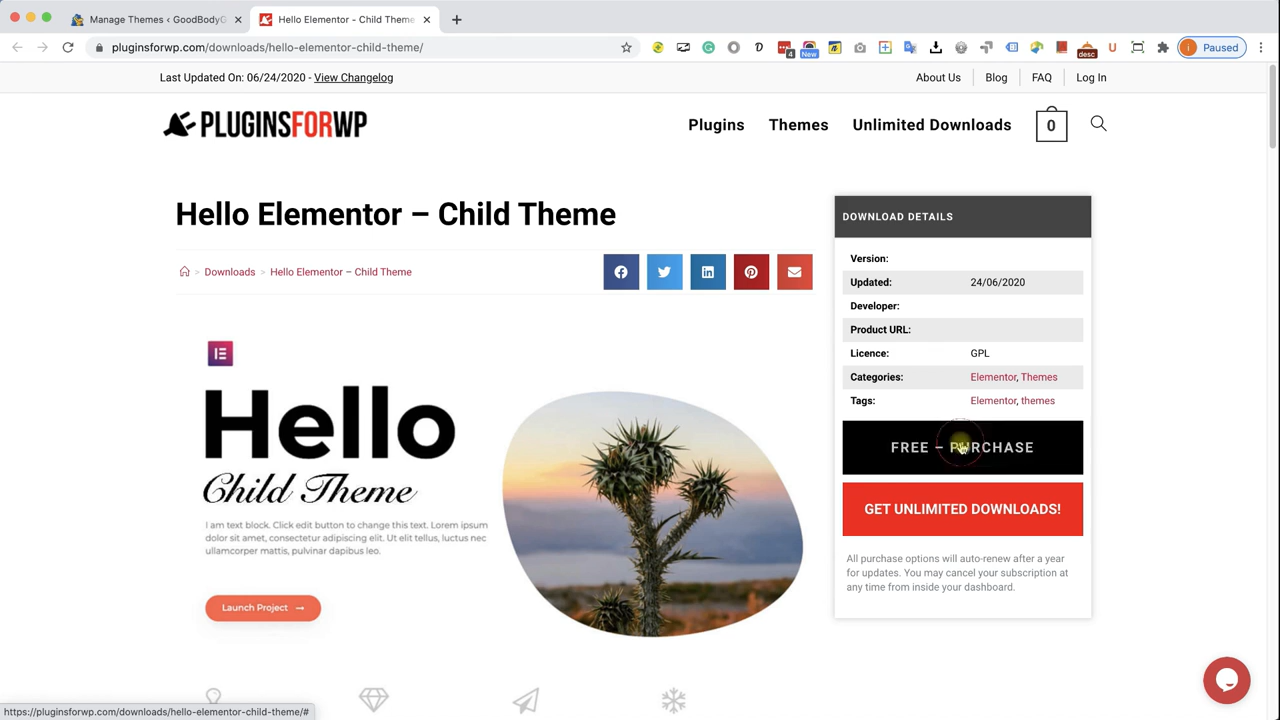 Manage Themes ‹ GoodBodyG
Hello Elementor - Child Theme
pluginsforwp.com/downloads/hello-elementor-child-theme/
4
New
desc
i
Paused
Last Updated On: 06/24/2020 - View Changelog
About Us
Blog
FAQ
Log In
PLUGINSFORWP
Plugins
Themes
Unlimited Downloads
0
Hello Elementor – Child Theme
> Downloads > Hello Elementor – Child Theme
DOWNLOAD DETAILS
Version:
Updated: 24/06/2020
Developer:
Product URL:
Licence: GPL
Categories: Elementor, Themes
Tags: Elementor, themes
FREE – PURCHASE
GET UNLIMITED DOWNLOADS!
All purchase options will auto-renew after a year
for updates. You may cancel your subscription at
any time from inside your dashboard.
Hello
Child Theme
I am text block. Click edit button to change this text. Lorem ipsum
dolor sit amet, consectetur adipiscing elit. Ut elit tellus, luctus nec
ullamcorper mattis, pulvinar dapibus leo.
Launch Project →
https://pluginsforwp.com/downloads/hello-elementor-child-theme/#